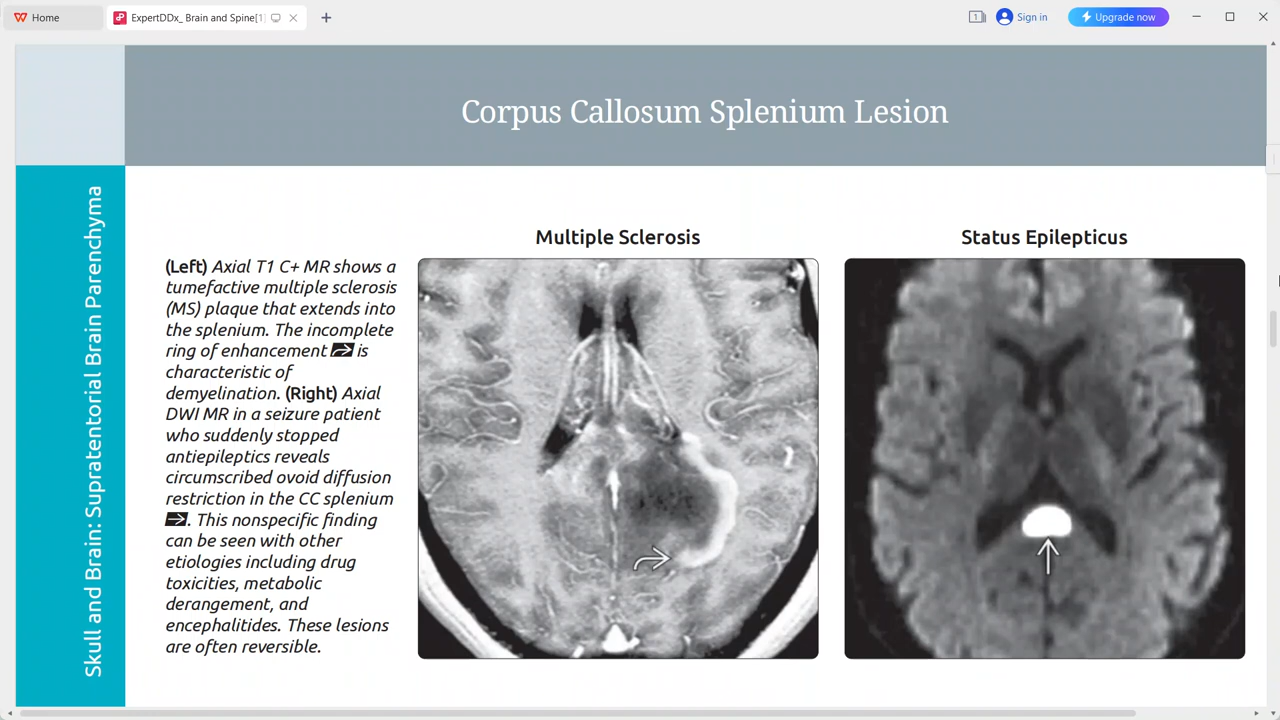 Home
ExpertDDx_ Brain and Spine[1]
1
Sign in
Upgrade now
Corpus Callosum Splenium Lesion
Skull and Brain: Supratentorial Brain Parenchyma
Multiple Sclerosis
Status Epilepticus
(Left) Axial T1 C+ MR shows a
tumefactive multiple sclerosis
(MS) plaque that extends into
the splenium. The incomplete
ring of enhancement is
characteristic of
demyelination. (Right) Axial
DWI MR in a seizure patient
who suddenly stopped
antiepileptics reveals
circumscribed ovoid diffusion
restriction in the CC splenium
. This nonspecific finding
can be seen with other
etiologies including drug
toxicities, metabolic
derangement, and
encephalitides. These lesions
are often reversible.